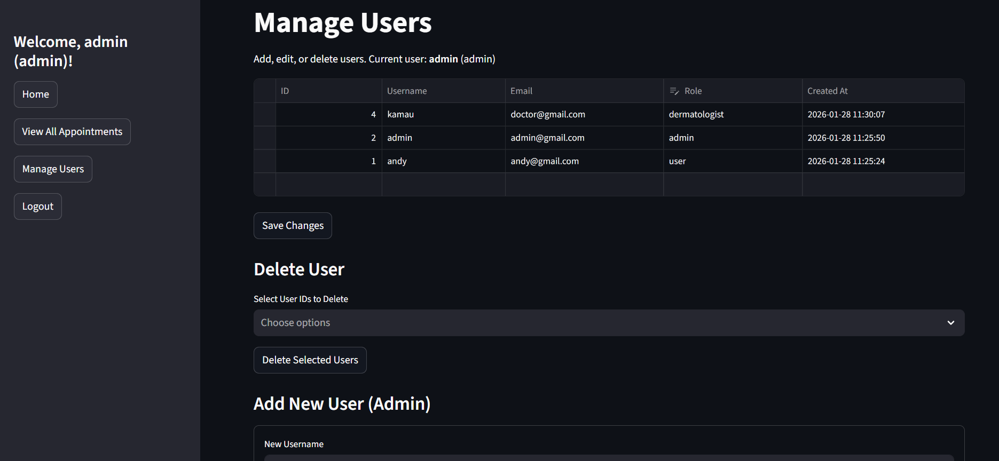 Welcome, admin
(admin)!
Home
View All Appointments
Manage Users
Logout
Manage Users
Add, edit, or delete users. Current user: admin (admin)
ID Username Email Role Created At
4 kamau doctor@gmail.com dermatologist 2026-01-28 11:30:07
2 admin admin@gmail.com admin 2026-01-28 11:25:50
1 andy andy@gmail.com user 2026-01-28 11:25:24
Save Changes
Delete User
Select User IDs to Delete
Choose options
Delete Selected Users
Add New User (Admin)
New Username